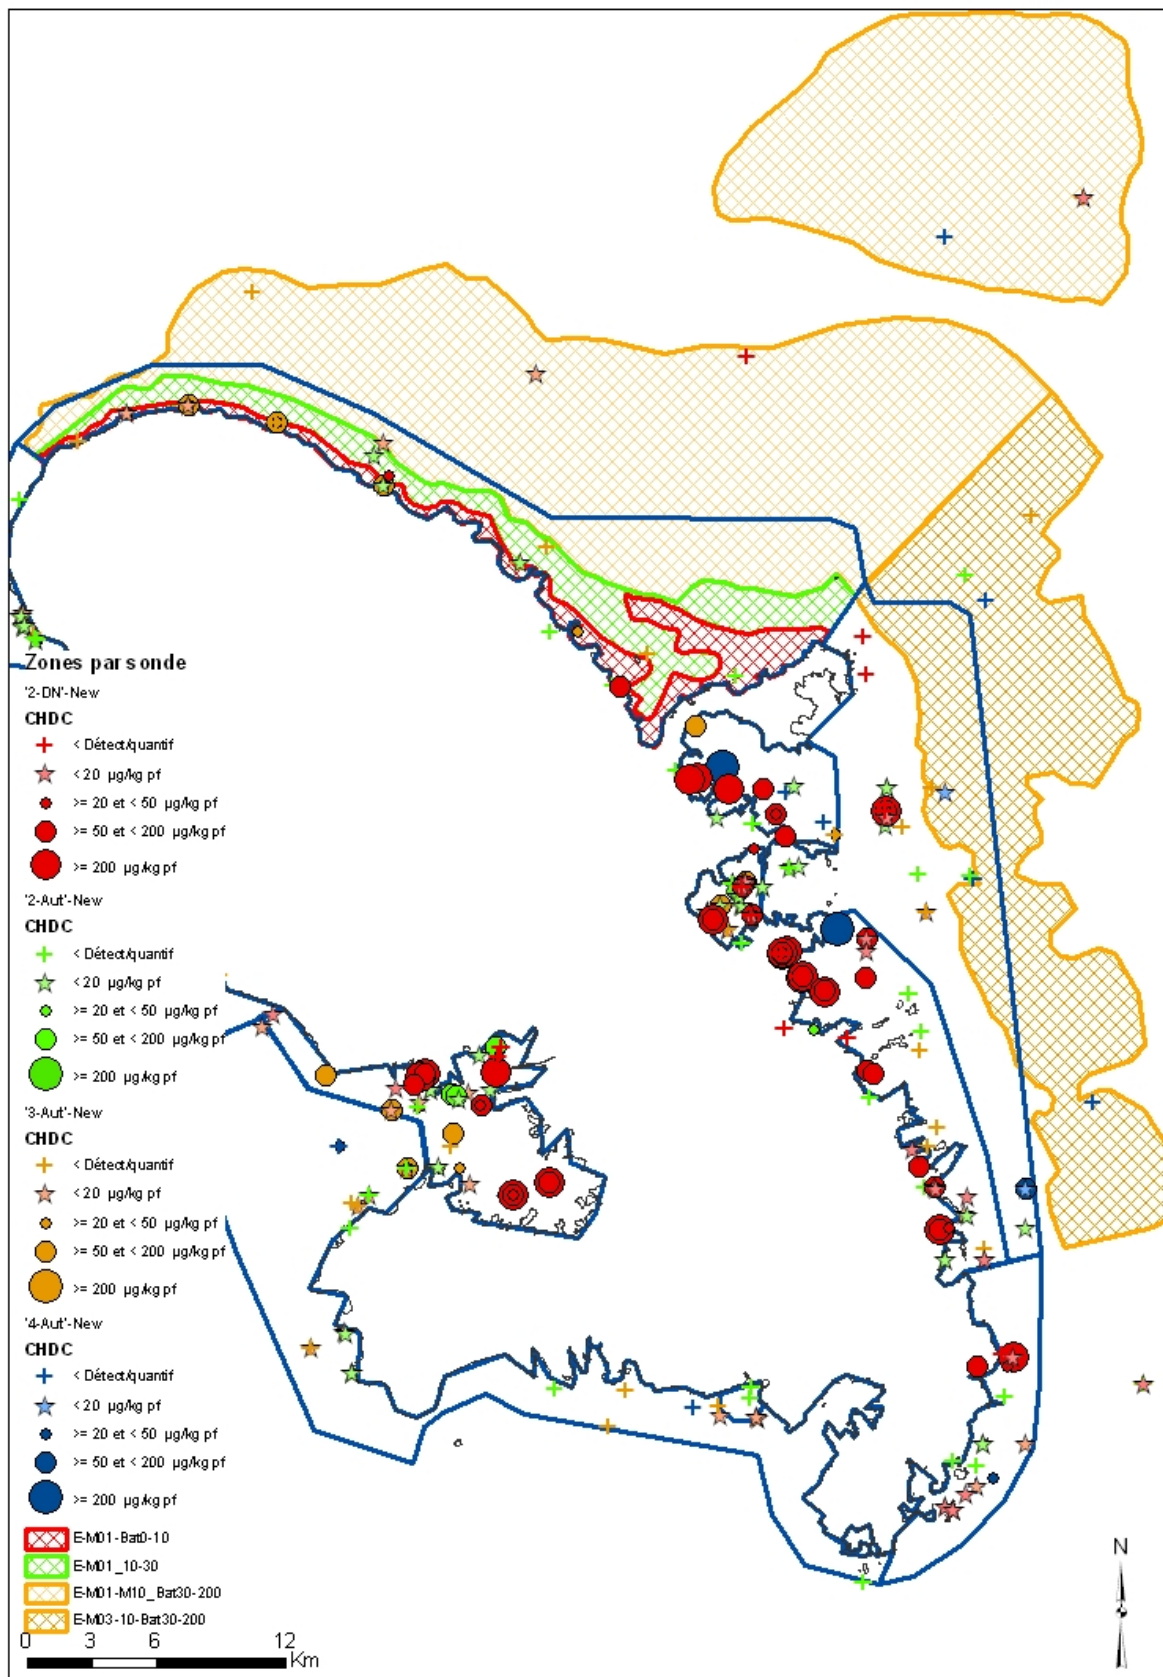 Zones par sonde
'2-DN'-New
CHDC
< Détect/quantif
< 20 µg/kg pf
>= 20 et < 50 µg/kg pf
>= 50 et < 200 µg/kg pf
>= 200 µg/kg pf
'2-Aut'-New
CHDC
< Détect/quantif
< 20 µg/kg pf
>= 20 et < 50 µg/kg pf
>= 50 et < 200 µg/kg pf
>= 200 µg/kg pf
'3-Aut'-New
CHDC
< Détect/quantif
< 20 µg/kg pf
>= 20 et < 50 µg/kg pf
>= 50 et < 200 µg/kg pf
>= 200 µg/kg pf
'4-Aut'-New
CHDC
< Détect/quantif
< 20 µg/kg pf
>= 20 et < 50 µg/kg pf
>= 50 et < 200 µg/kg pf
>= 200 µg/kg pf
E-M01-Bat0-10
E-M01_10-30
E-M01-M10_Bat30-200
E-M03-10-Bat30-200
0 3 6 12
Km
N